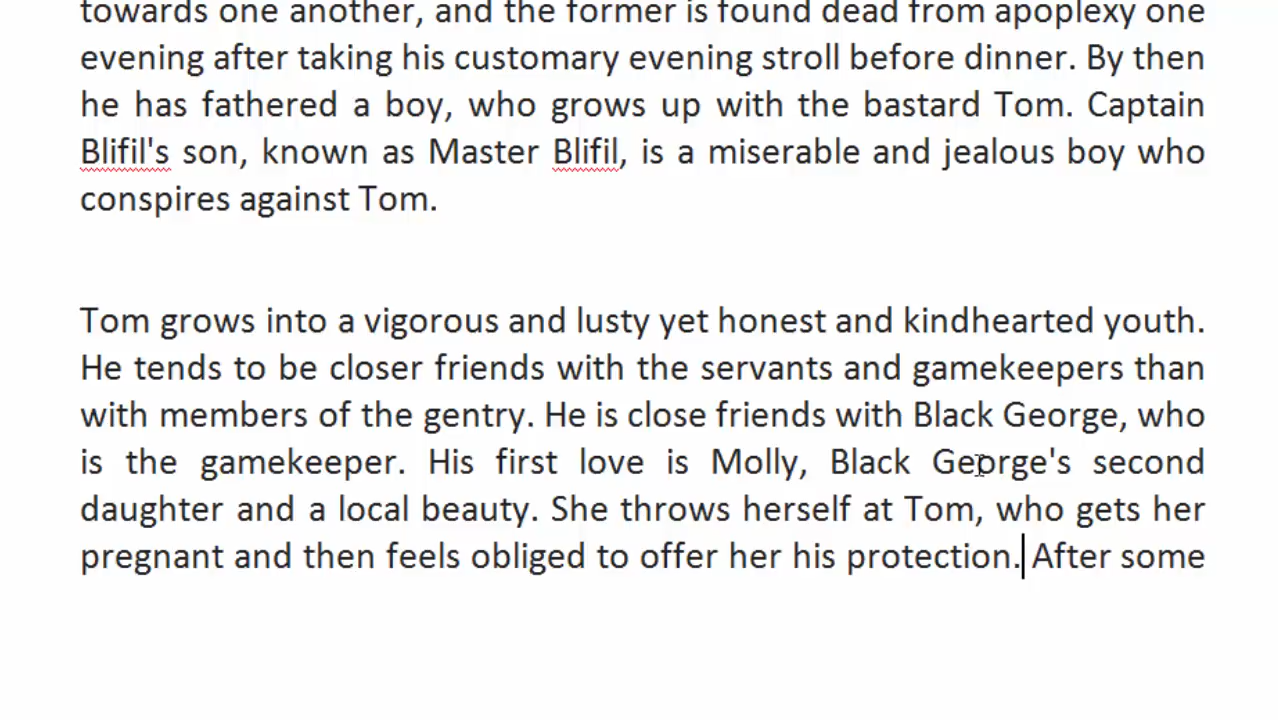 towards one another, and the former is found dead from apoplexy one
evening after taking his customary evening stroll before dinner. By then
he has fathered a boy, who grows up with the bastard Tom. Captain
Blifil's son, known as Master Blifil, is a miserable and jealous boy who
conspires against Tom.
Tom grows into a vigorous and lusty yet honest and kindhearted youth.
He tends to be closer friends with the servants and gamekeepers than
with members of the gentry. He is close friends with Black George, who
is the gamekeeper. His first love is Molly, Black George's second
daughter and a local beauty. She throws herself at Tom, who gets her
pregnant and then feels obliged to offer her his protection. After some